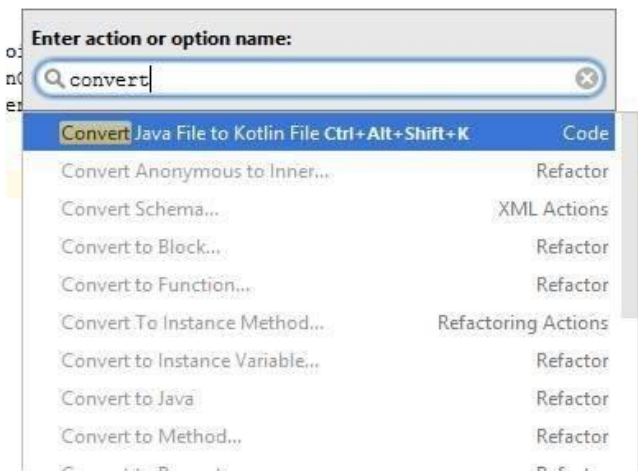 Enter action or option name:
convert
Convert Java File to Kotlin File Ctrl+Alt+Shift+K Code
Convert Anonymous to Inner... Refactor
Convert Schema... XML Actions
Convert to Block... Refactor
Convert to Function... Refactor
Convert To Instance Method... Refactoring Actions
Convert to Instance Variable... Refactor
Convert to Java Refactor
Convert to Method... Refactor